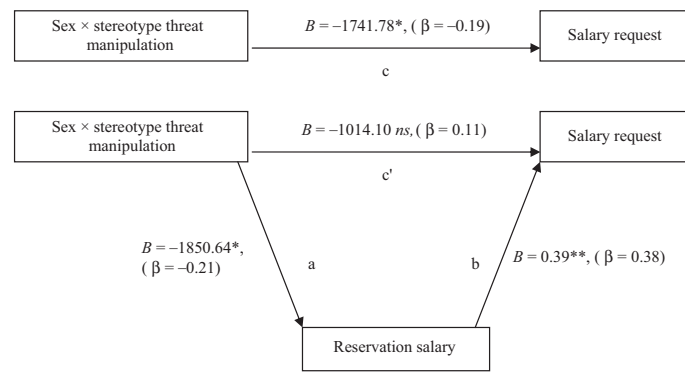 Sex × stereotype threat
manipulation
B = –1741.78*, ( β = –0.19)
c
Salary request
Sex × stereotype threat
manipulation
B = –1014.10 ns, ( β = 0.11)
c'
Salary request
B = –1850.64*,
( β = –0.21)
a
b
B = 0.39**, ( β = 0.38)
Reservation salary